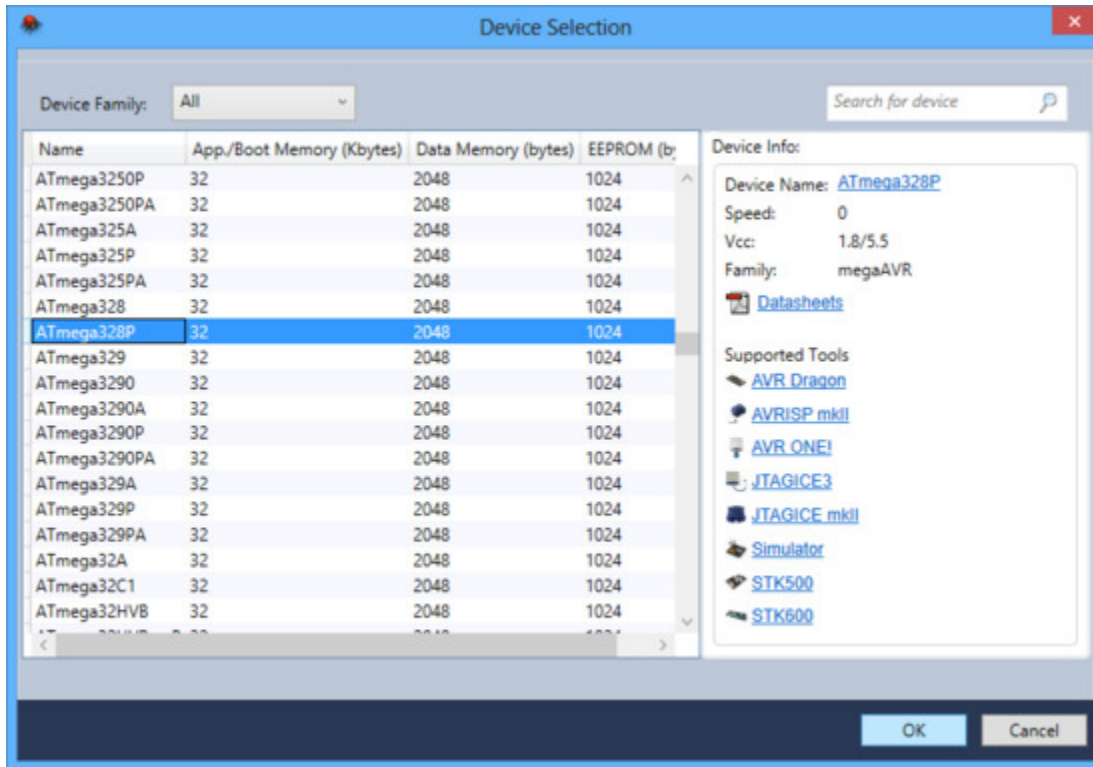 Device Selection
Device Family: All
Search for device
Name App./Boot Memory (Kbytes) Data Memory (bytes) EEPROM (by
ATmega3250P 32 2048 1024
ATmega3250PA 32 2048 1024
ATmega325A 32 2048 1024
ATmega325P 32 2048 1024
ATmega325PA 32 2048 1024
ATmega328 32 2048 1024
ATmega328P 32 2048 1024
ATmega329 32 2048 1024
ATmega3290 32 2048 1024
ATmega3290A 32 2048 1024
ATmega3290P 32 2048 1024
ATmega3290PA 32 2048 1024
ATmega329A 32 2048 1024
ATmega329P 32 2048 1024
ATmega329PA 32 2048 1024
ATmega32A 32 2048 1024
ATmega32C1 32 2048 1024
ATmega32HVB 32 2048 1024
Device Info:
Device Name: ATmega328P
Speed: 0
Vcc: 1.8/5.5
Family: megaAVR
Datasheets
Supported Tools
AVR Dragon
AVRISP mkII
AVR ONE!
JTAGICE3
JTAGICE mkII
Simulator
STK500
STK600
OK Cancel